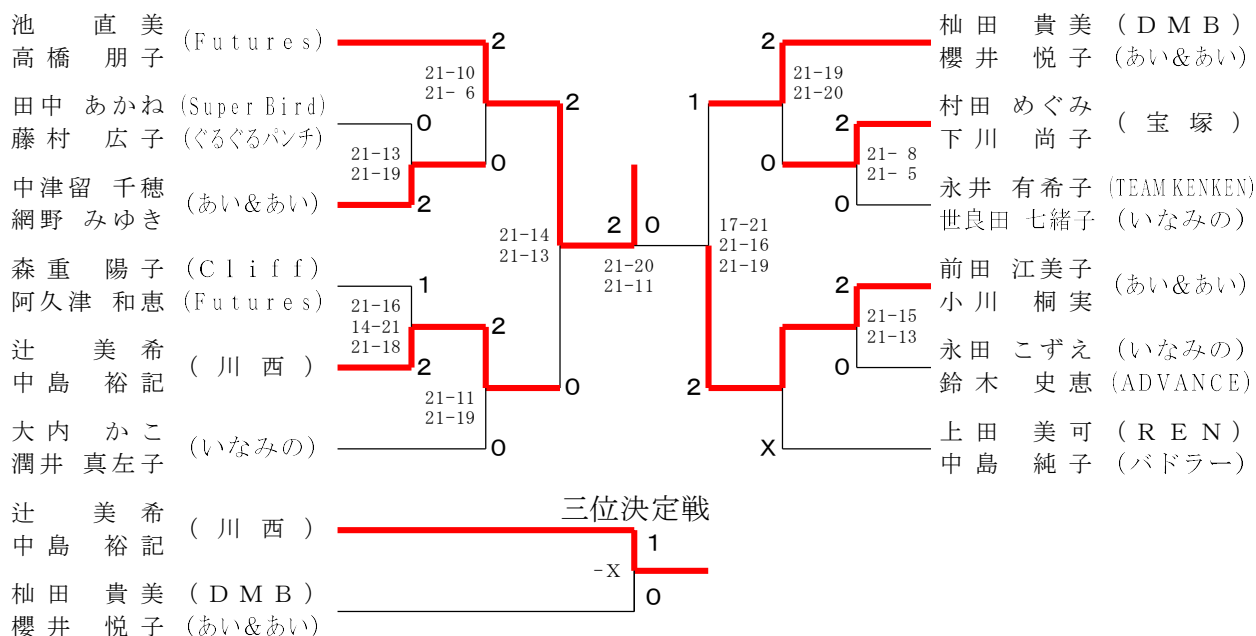 池 直美 (Futures)
高橋 朋子
田中 あかね (Super Bird)
藤村 広子 (ぐるぐるパンチ)
中津留 千穂 (あい&あい)
網野 みゆき
森重 陽子 (Cliff)
阿久津 和恵 (Futures)
辻 美希 (川西)
中島 裕記
大内 かこ (いなみの)
潤井 真左子
2
21-10
21- 6
0
21-13
21-19
0
2
2
21-14
21-13
1
21-16
14-21
21-18
2
2
21-11
21-19
0
0
2 0
21-20
21-11
杣田 貴美 (DMB)
櫻井 悦子 (あい&あい)
村田 めぐみ (宝塚)
下川 尚子
永井 有希子 (TEAM KENKEN)
世良田 七緒子 (いなみの)
前田 江美子 (あい&あい)
小川 桐実
永田 こずえ (いなみの)
鈴木 史恵 (ADVANCE)
上田 美可 (REN)
中島 純子 (バドラー)
2
21-19
21-20
1
2
0
21- 8
21- 5
0
17-21
21-16
21-19
2
21-15
21-13
0
2
X
三位決定戦
辻 美希 (川西)
中島 裕記
1
-X
0
杣田 貴美 (DMB)
櫻井 悦子 (あい&あい)